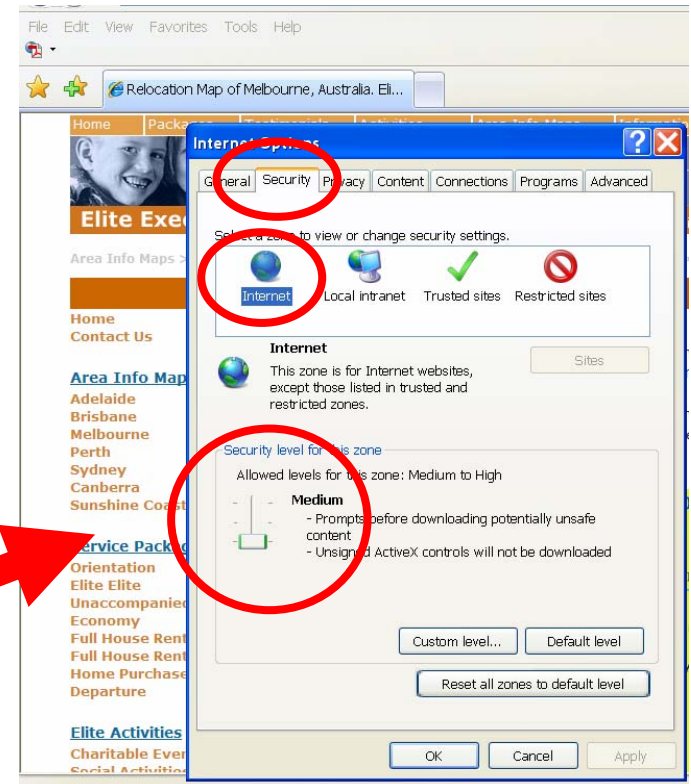 File Edit View Favorites Tools Help
Relocation Map of Melbourne, Australia. Eli...
Home
Elite
Area Info Maps >
Home
Contact Us
Area Info Map
Adelaide
Brisbane
Melbourne
Perth
Sydney
Canberra
Sunshine Coast
Service
Orientation
Elite Elite
Unaccompanied
Economy
Full House Rent
Full House Rent
Home Purchase
Departure
Elite Activities
Charitable
Internet Options
General Security Privacy Content Connections Programs Advanced
Select a zone to view or change security settings.
Internet Local intranet Trusted sites Restricted sites
Internet
This zone is for Internet websites,
except those listed in trusted and
restricted zones.
Sites
Security level for this zone
Allowed levels for this zone: Medium to High
Medium
- Prompts before downloading potentially unsafe
content
- Unsigned ActiveX controls will not be downloaded
Custom level... Default level
Reset all zones to default level
OK Cancel Apply